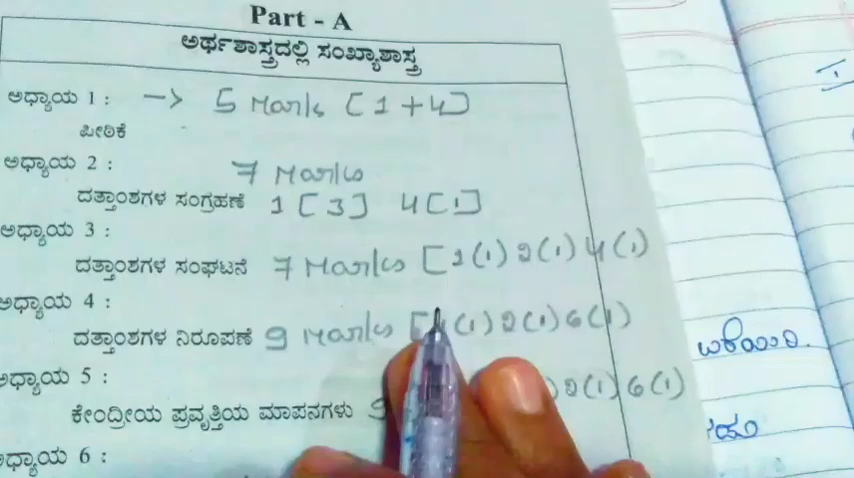 Part - A
ಅರ್ಥಶಾಸ್ತ್ರದಲ್ಲಿ ಸಂಖ್ಯಾಶಾಸ್ತ್ರ
ಅಧ್ಯಾಯ 1 : -> 5 Marks [1+4]
ಪೀಠಿಕೆ
ಅಧ್ಯಾಯ 2 :
7 Marks
ದತ್ತಾಂಶಗಳ ಸಂಗ್ರಹಣೆ 1 [3] 4[1]
ಅಧ್ಯಾಯ 3 :
ದತ್ತಾಂಶಗಳ ಸಂಘಟನೆ 7 Marks [1(1) 2(1) 4(1)
ಅಧ್ಯಾಯ 4 :
ದತ್ತಾಂಶಗಳ ನಿರೂಪಣೆ 9 Marks [ (1) 2(1) 6(1)
ಅಧ್ಯಾಯ 5 :
ಕೇಂದ್ರೀಯ ಪ್ರವೃತ್ತಿಯ ಮಾಪನಗಳು 9 2(1) 6(1)
ಅಧ್ಯಾಯ 6 :